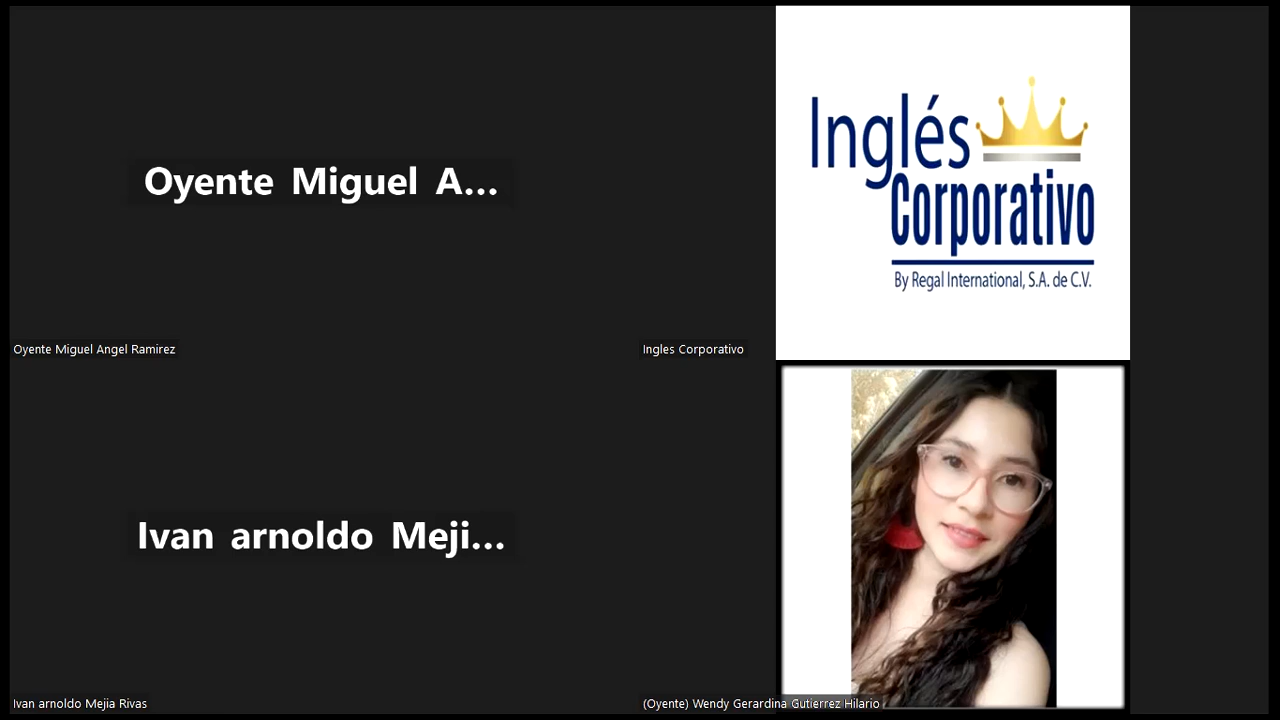 Oyente Miguel A...
Oyente Miguel Angel Ramirez
Inglés
Corporativo
By Regal International, S.A. de C.V.
Ingles Corporativo
Ivan arnoldo Meji...
Ivan arnoldo Mejia Rivas
(Oyente) Wendy Gerardina Gutierrez Hilario